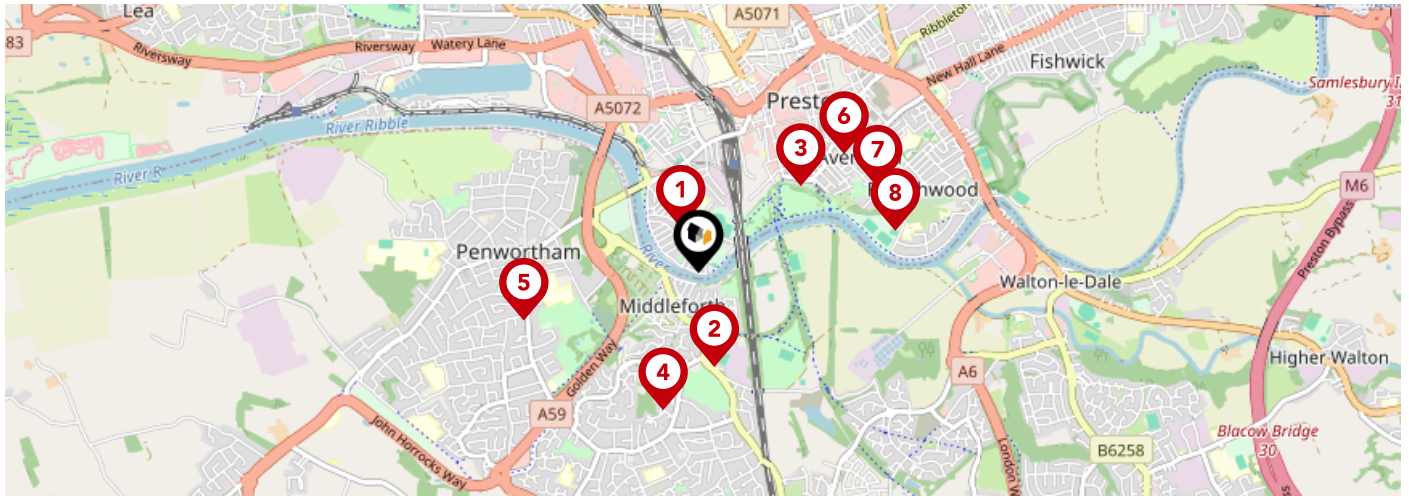 Lea
A5071
Ribbleton
83
Riversway
Riversway
Watery Lane
New Hall Lane
Fishwick
Samlesbury
31
A5072
Prest
River Ribble
6
3
7
River R
1
8
wood
M6
Preston Bypass
Penwortham
5
Walton-le-Dale
Middleforth
2
Higher Walton
4
A6
Golden Way
A59
John Horrocks Way
London W
B6258
Blacow Bridge
30